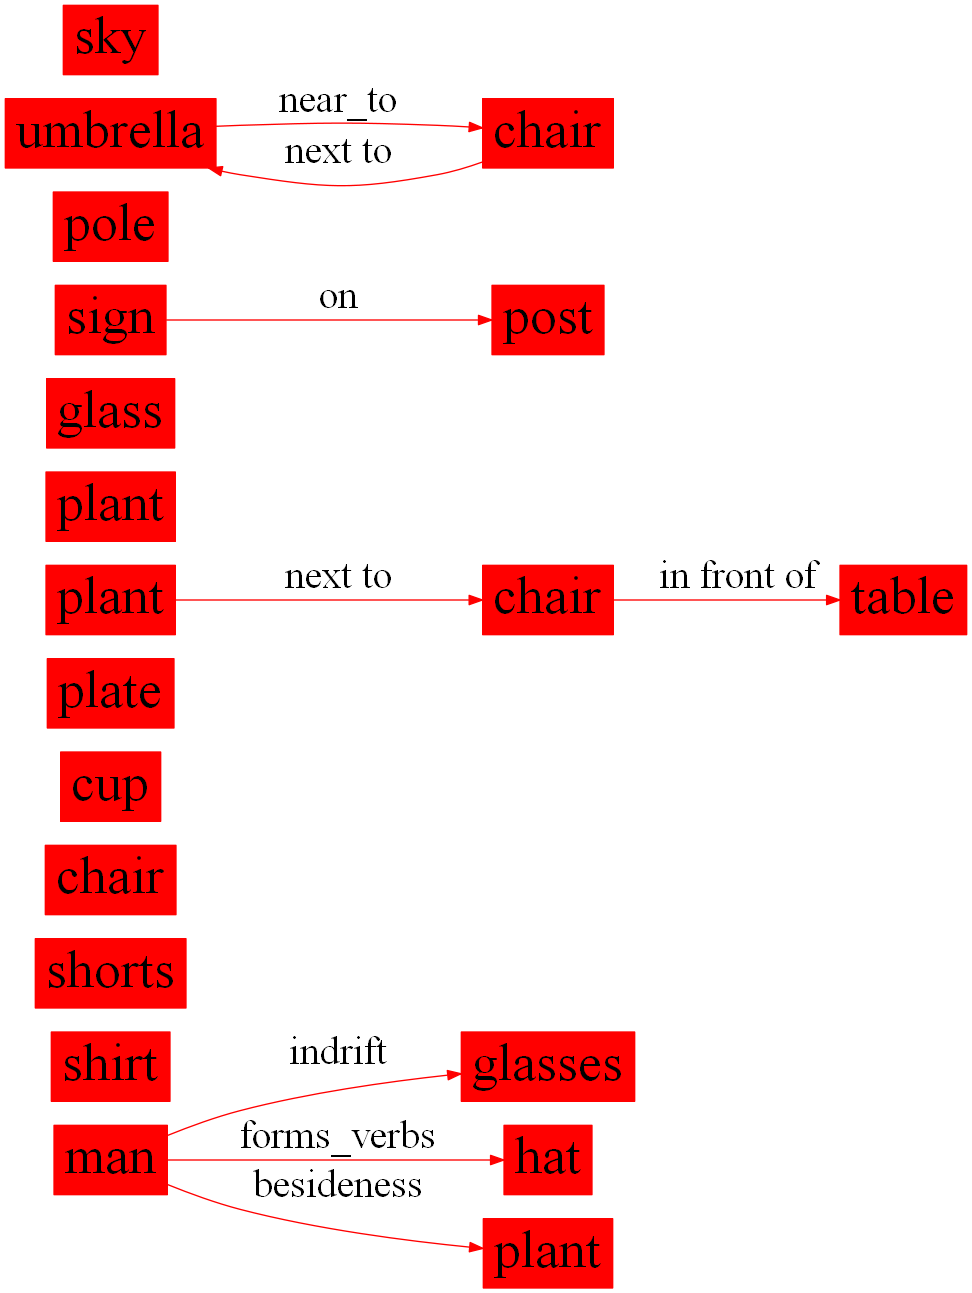 sky
near_to
umbrella
chair
next to
pole
on
sign
post
glass
plant
next to
in front of
plant
chair
table
plate
cup
chair
shorts
indrift
shirt
glasses
forms_verbs
man
hat
besideness
plant